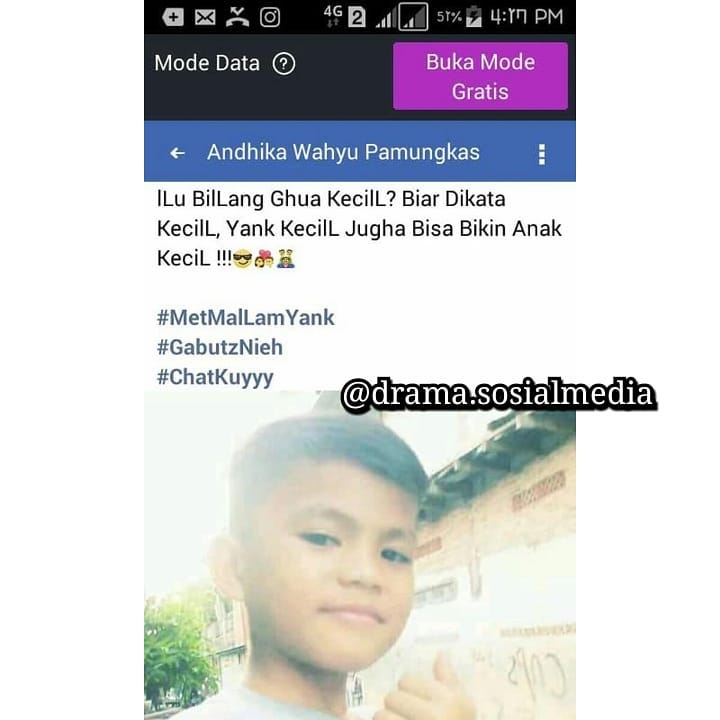 4G 2 51% 4:27 PM
Mode Data ?
Buka Mode
Gratis
Andhika Wahyu Pamungkas
lLu BilLang Ghua KecilL? Biar Dikata
KecilL, Yank KecilL Jugha Bisa Bikin Anak
KeciL !!!😎💑👪
#MetMalLamYank
#GabutzNieh
#ChatKuyyy
@drama.sosialmedia